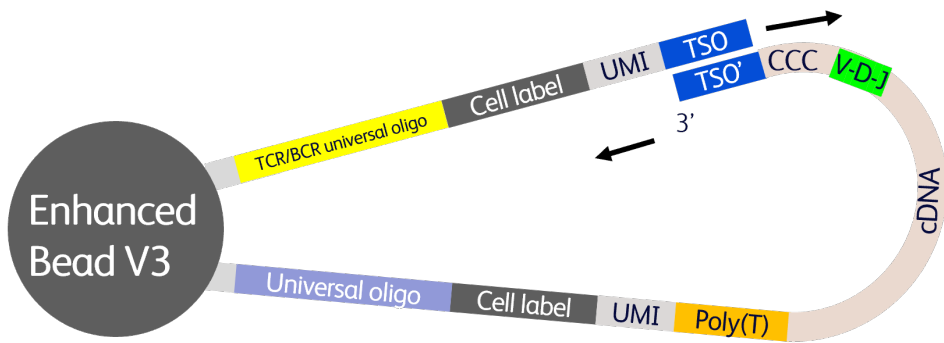 TSO
UMI
Cell label
TCR/BCR universal oligo
TSO’
CCC
V-D-J
3’
cDNA
Enhanced
Bead V3
Universal oligo
Cell label
UMI
Poly(T)